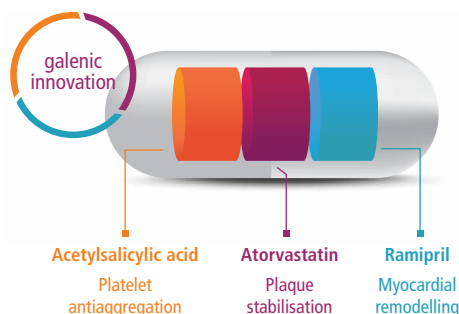 galenic
innovation
Acetylsalicylic acid
Atorvastatin
Ramipril
Platelet
antiaggregation
Plaque
stabilisation
Myocardial
remodelling